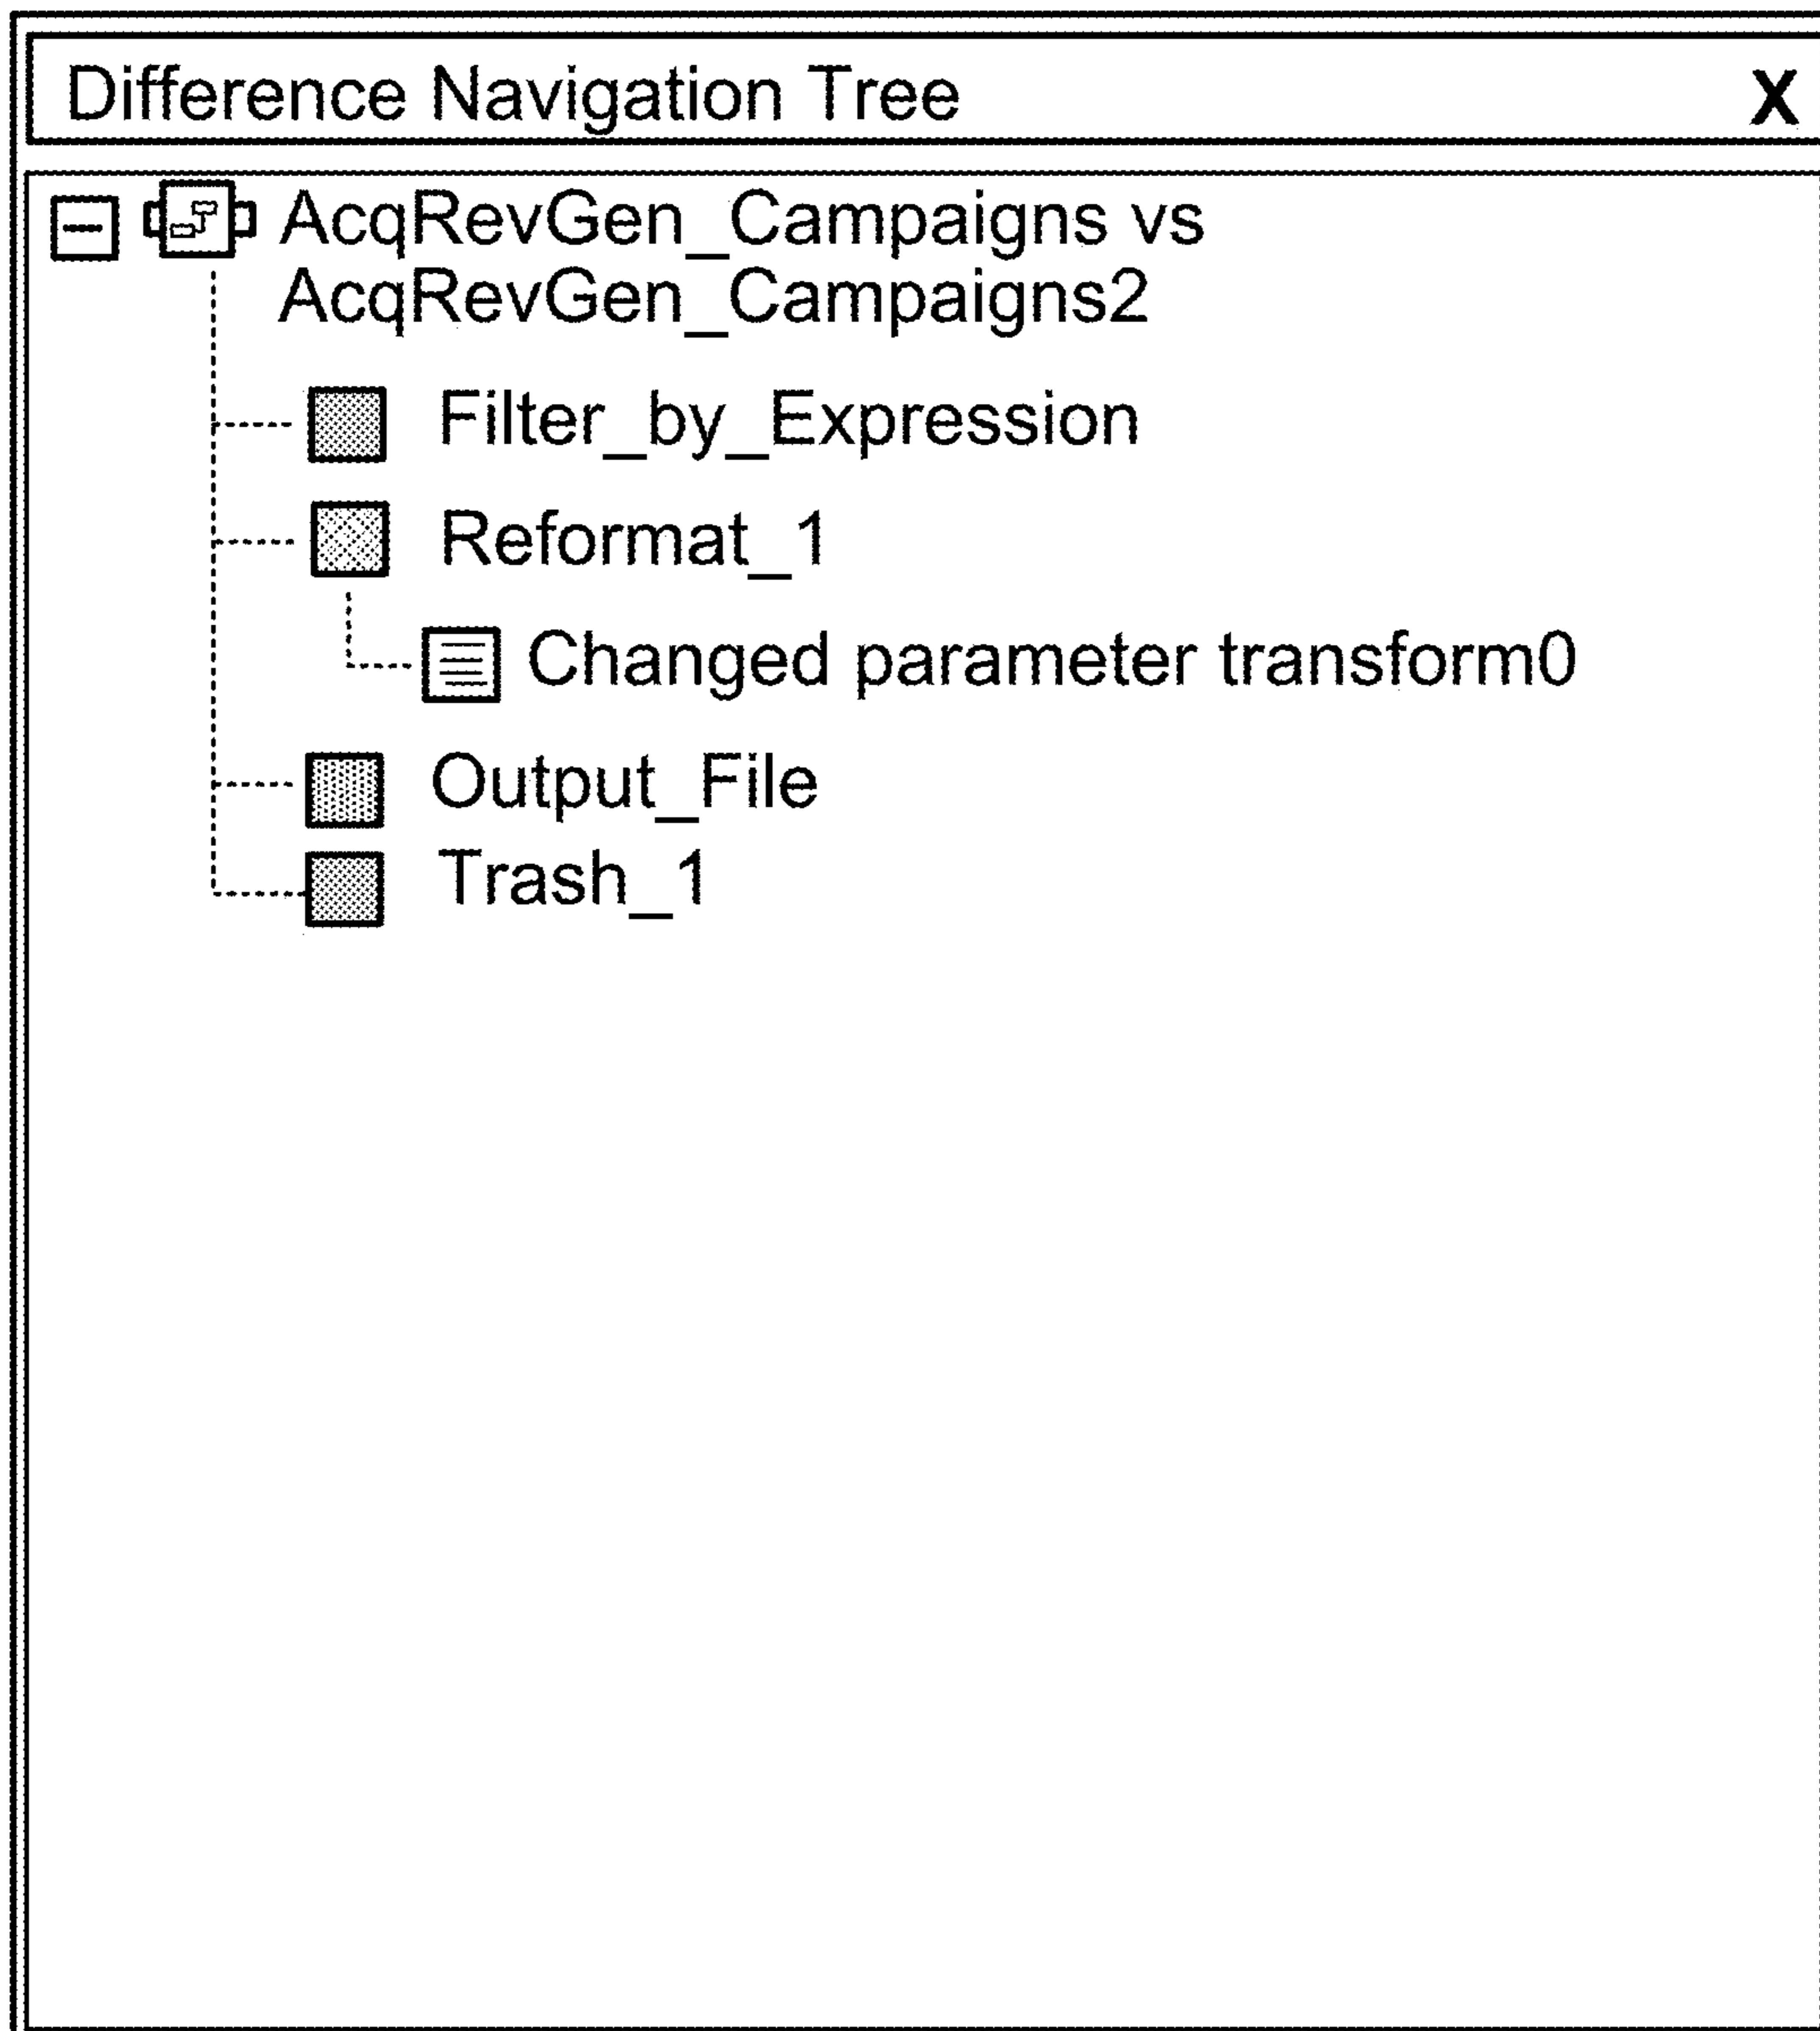 Difference Navigation Tree X
AcqRevGen_Campaigns vs
AcqRevGen_Campaigns2
Filter_by_Expression
Reformat_1
Changed parameter transform0
Output_File
Trash_1